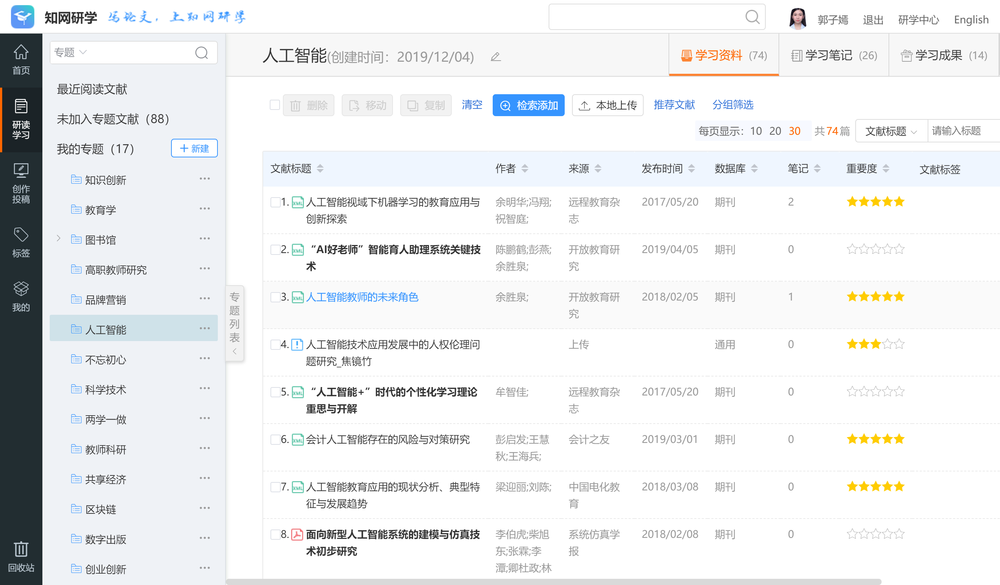 知网研学 写论文，上知网研学
郭子嫣 退出 研学中心 English
首页
研读
学习
创作
投稿
标签
我的
回收站
专题
最近阅读文献
未加入专题文献（88）
我的专题（17） 新建
知识创新
教育学
图书馆
高职教师研究
品牌营销
人工智能
不忘初心
科学技术
两学一做
教师科研
共享经济
区块链
数字出版
创业创新
专
题
列
表
人工智能(创建时间：2019/12/04) 学习资料 (74) 学习笔记 (26) 学习成果 (14)
删除 移动 复制 清空 检索添加 本地上传 推荐文献 分组筛选
每页显示：10 20 30 共74篇 文献标题 请输入标题
文献标题 作者 来源 发布时间 数据库 笔记 重要度 文献标签
1. XML 人工智能视域下机器学习的教育应用与 余明华;冯翔; 远程教育杂 2017/05/20 期刊 2
创新探索 祝智庭; 志
2. XML “AI好老师”智能育人助理系统关键技 陈鹏鹤;彭燕; 开放教育研 2019/04/05 期刊 0
术 余胜泉; 究
3. XML 人工智能教师的未来角色 余胜泉; 开放教育研 2018/02/05 期刊 1
究
4. 人工智能技术应用发展中的人权伦理问 上传 通用 0
题研究_焦镜竹
5. XML “人工智能+”时代的个性化学习理论 牟智佳; 远程教育杂 2017/05/20 期刊 0
重思与开解 志
6. XML 会计人工智能存在的风险与对策研究 彭启发;王慧 会计之友 2019/03/01 期刊 0
秋;王海兵;
7. XML 人工智能教育应用的现状分析、典型特 梁迎丽;刘陈; 中国电化教 2018/03/08 期刊 0
征与发展趋势 育
8. 面向新型人工智能系统的建模与仿真技 李伯虎;柴旭 系统仿真学 2018/02/08 期刊 0
术初步研究 东;张霖;李 报
潭;卿杜政;林